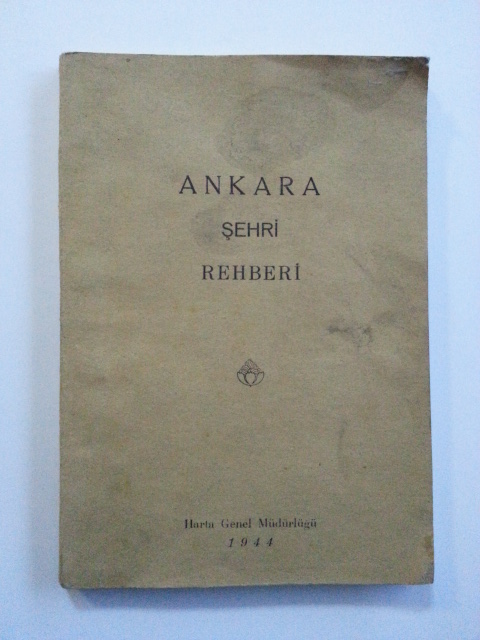 ANKARA
ŞEHRİ
REHBERİ
Harta Genel Müdürlüğü
1944